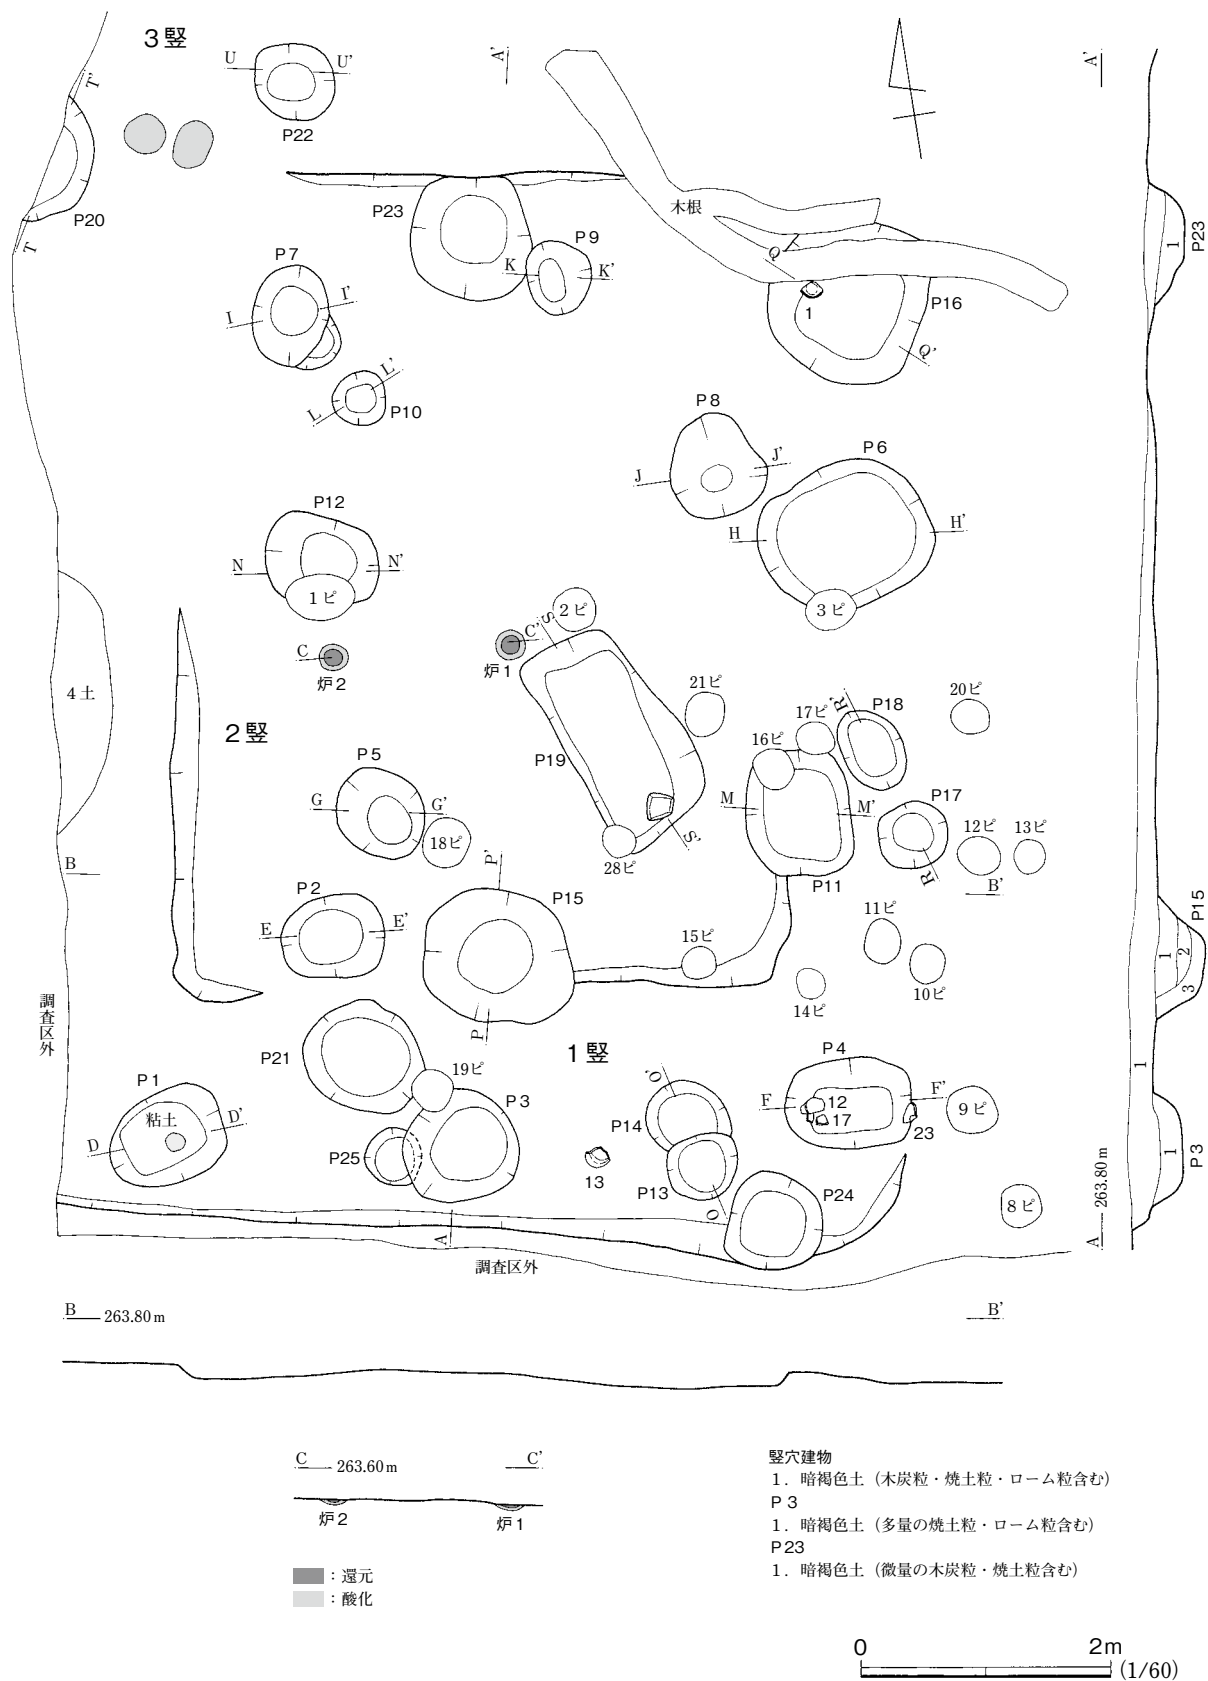 3竪
U
U’
A’
A’
T’
P22
P20
T
P23
木根
P9
K
K’
Q
P7
I’
I
1
P16
Q’
L’
L
P10
P8
P6
J
J’
H
H’
P12
N
N’
1ピ
3ピ
2ピ
S
C’
C
炉1
炉2
4土
21ピ
20ピ
17ピ
R’
P18
16ピ
2竪
P5
P19
G
G’
M
M’
P17
12ピ
13ピ
18ピ
28ピ
S’
P’
P11
R
B
B’
P2
P15
E
E’
11ピ
15ピ
10ピ
14ピ
P
調査区外
1竪
P21
19ピ
P4
P1
粘土
D’
D
P3
O’
P14
F
F’
12
17
23
9ピ
P25
13
P13
O
P24
8ピ
A
調査区外
P23
1
P15
1
2
3
1
P3
1
A
263.80m
B
263.80m
B’
C
263.60m
C’
炉2
炉1
:還元
:酸化
竪穴建物
1. 暗褐色土(木炭粒・焼土粒・ローム粒含む)
P3
1. 暗褐色土(多量の焼土粒・ローム粒含む)
P23
1. 暗褐色土(微量の木炭粒・焼土粒含む)
0
2m
(1/60)